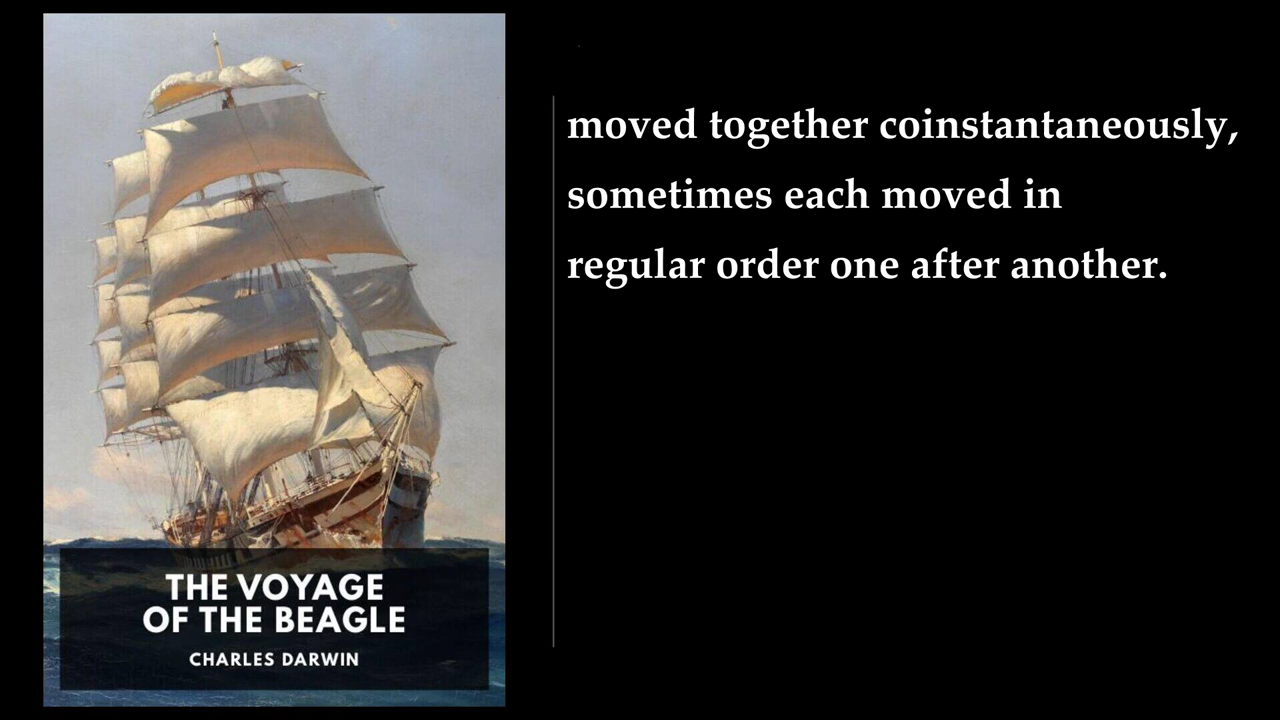 moved together coinstantaneously,
sometimes each moved in
regular order one after another.
THE VOYAGE
OF THE BEAGLE
CHARLES DARWIN